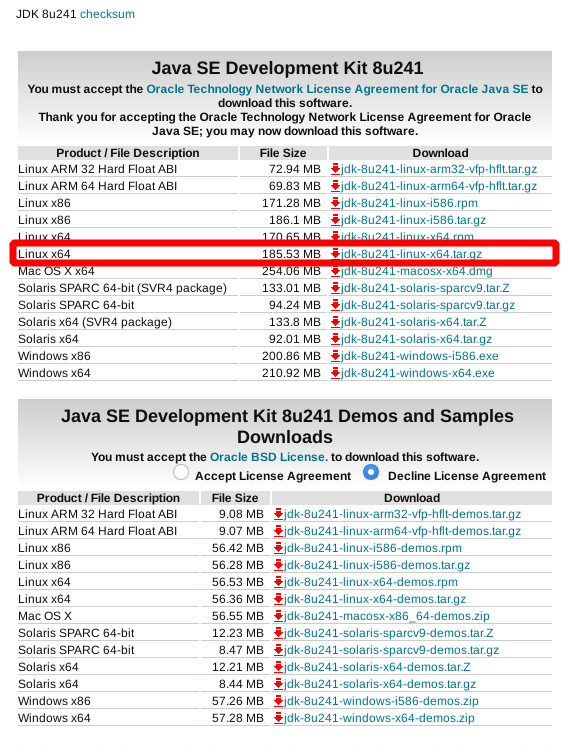 JDK 8u241 checksum
Java SE Development Kit 8u241
You must accept the Oracle Technology Network License Agreement for Oracle Java SE to
download this software.
Thank you for accepting the Oracle Technology Network License Agreement for Oracle
Java SE; you may now download this software.
Product / File Description File Size Download
Linux ARM 32 Hard Float ABI 72.94 MB jdk-8u241-linux-arm32-vfp-hflt.tar.gz
Linux ARM 64 Hard Float ABI 69.83 MB jdk-8u241-linux-arm64-vfp-hflt.tar.gz
Linux x86 171.28 MB jdk-8u241-linux-i586.rpm
Linux x86 186.1 MB jdk-8u241-linux-i586.tar.gz
Linux x64 170.65 MB jdk-8u241-linux-x64.rpm
Linux x64 185.53 MB jdk-8u241-linux-x64.tar.gz
Mac OS X x64 254.06 MB jdk-8u241-macosx-x64.dmg
Solaris SPARC 64-bit (SVR4 package) 133.01 MB jdk-8u241-solaris-sparcv9.tar.Z
Solaris SPARC 64-bit 94.24 MB jdk-8u241-solaris-sparcv9.tar.gz
Solaris x64 (SVR4 package) 133.8 MB jdk-8u241-solaris-x64.tar.Z
Solaris x64 92.01 MB jdk-8u241-solaris-x64.tar.gz
Windows x86 200.86 MB jdk-8u241-windows-i586.exe
Windows x64 210.92 MB jdk-8u241-windows-x64.exe
Java SE Development Kit 8u241 Demos and Samples
Downloads
You must accept the Oracle BSD License. to download this software.
Accept License Agreement Decline License Agreement
Product / File Description File Size Download
Linux ARM 32 Hard Float ABI 9.08 MB jdk-8u241-linux-arm32-vfp-hflt-demos.tar.gz
Linux ARM 64 Hard Float ABI 9.07 MB jdk-8u241-linux-arm64-vfp-hflt-demos.tar.gz
Linux x86 56.42 MB jdk-8u241-linux-i586-demos.rpm
Linux x86 56.28 MB jdk-8u241-linux-i586-demos.tar.gz
Linux x64 56.53 MB jdk-8u241-linux-x64-demos.rpm
Linux x64 56.36 MB jdk-8u241-linux-x64-demos.tar.gz
Mac OS X 56.55 MB jdk-8u241-macosx-x86_64-demos.zip
Solaris SPARC 64-bit 12.23 MB jdk-8u241-solaris-sparcv9-demos.tar.Z
Solaris SPARC 64-bit 8.47 MB jdk-8u241-solaris-sparcv9-demos.tar.gz
Solaris x64 12.21 MB jdk-8u241-solaris-x64-demos.tar.Z
Solaris x64 8.44 MB jdk-8u241-solaris-x64-demos.tar.gz
Windows x86 57.26 MB jdk-8u241-windows-i586-demos.zip
Windows x64 57.28 MB jdk-8u241-windows-x64-demos.zip